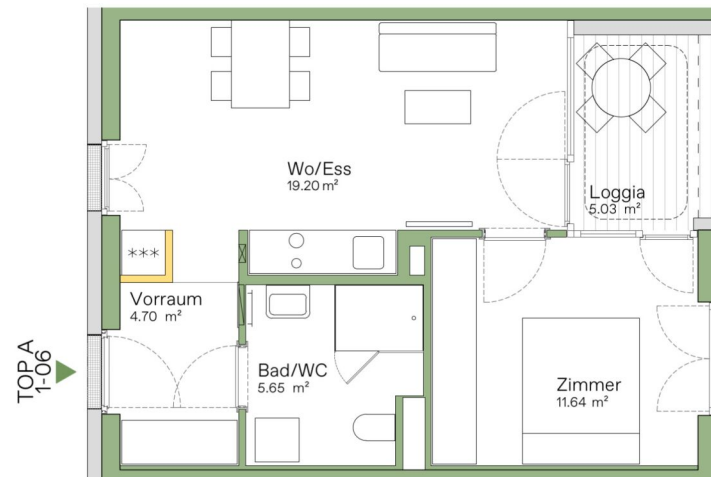 Wo/Ess
19.20 m²
Loggia
5.03 m²
***
Vorraum
4.70 m²
TOP A
1-06
Bad/WC
5.65 m²
Zimmer
11.64 m²